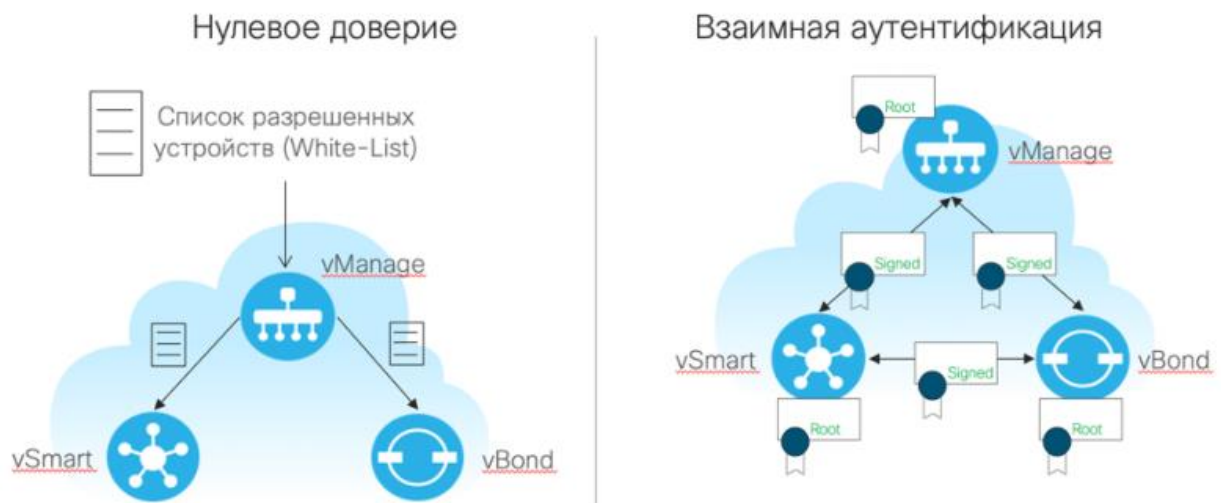 Нулевое доверие
Список разрешенных
устройств (White-List)
vManage
vSmart
vBond
Взаимная аутентификация
Root
vManage
Signed
Signed
vSmart
Signed
vBond
Root
Root